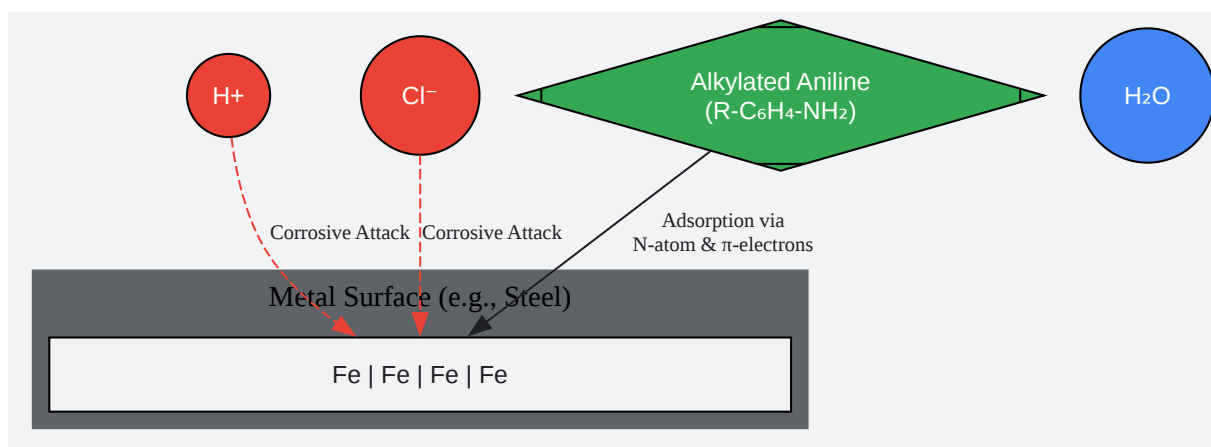 H+
Cl⁻
Alkylated Aniline
(R-C₆H₄-NH₂)
H₂O
Corrosive Attack
Corrosive Attack
Adsorption via
N-atom & π-electrons
Metal Surface (e.g., Steel)
Fe | Fe | Fe | Fe